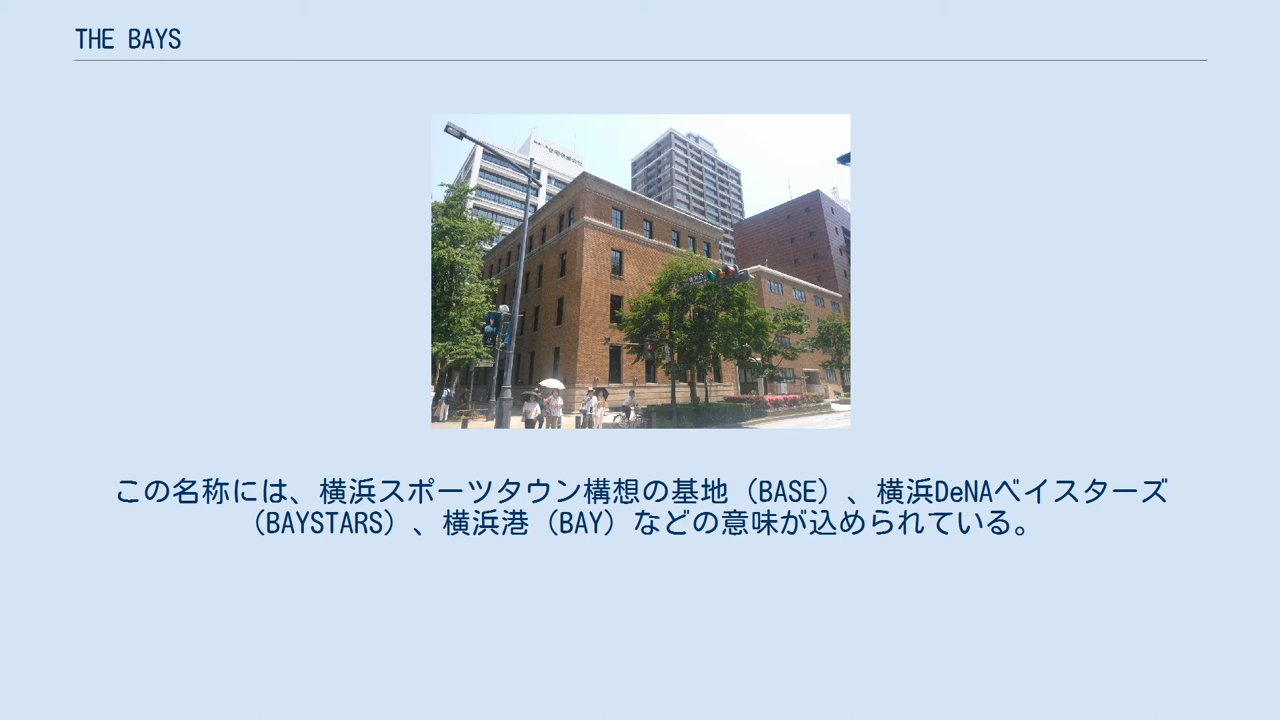 THE BAYS
この名称には、横浜スポーツタウン構想の基地（BASE）、横浜DeNAベイスターズ
（BAYSTARS）、横浜港（BAY）などの意味が込められている。